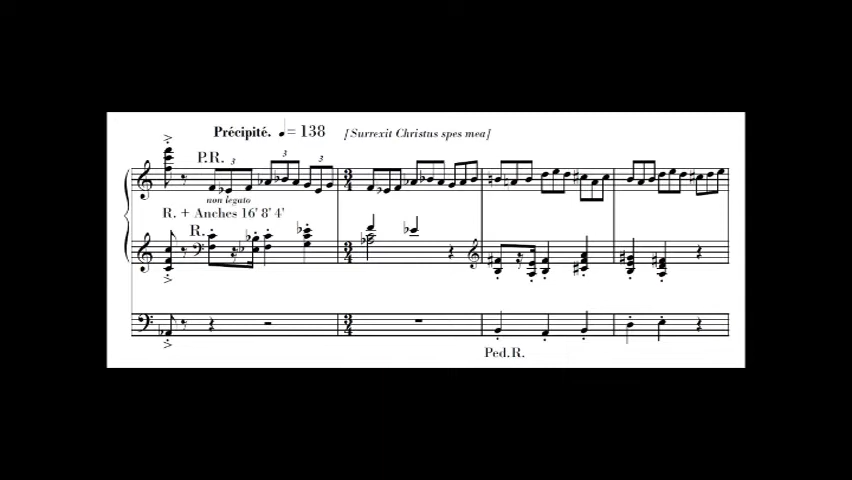 Précipité. ♩= 138 [Surrexit Christus spes mea]
P.R. 3 3 3
non legato
R. + Anches 16' 8' 4'
R.
3
4
3
4
3
4
Ped. R.